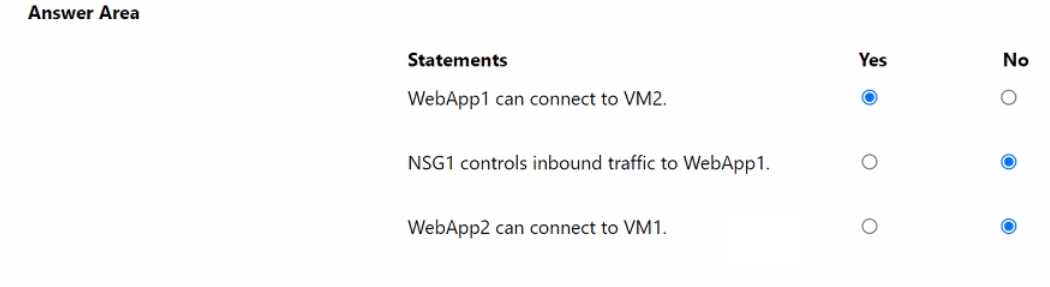 Answer Area
Statements Yes No
WebApp1 can connect to VM2.
NSG1 controls inbound traffic to WebApp1.
WebApp2 can connect to VM1.